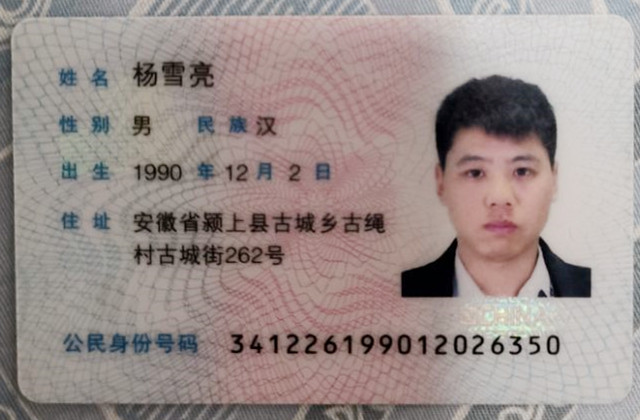 姓名 杨雪亮
性别 男 民族 汉
出生 1990 年 12 月 2 日
住址 安徽省颍上县古城乡古绳
村古城街262号
公民身份号码 341226199012026350